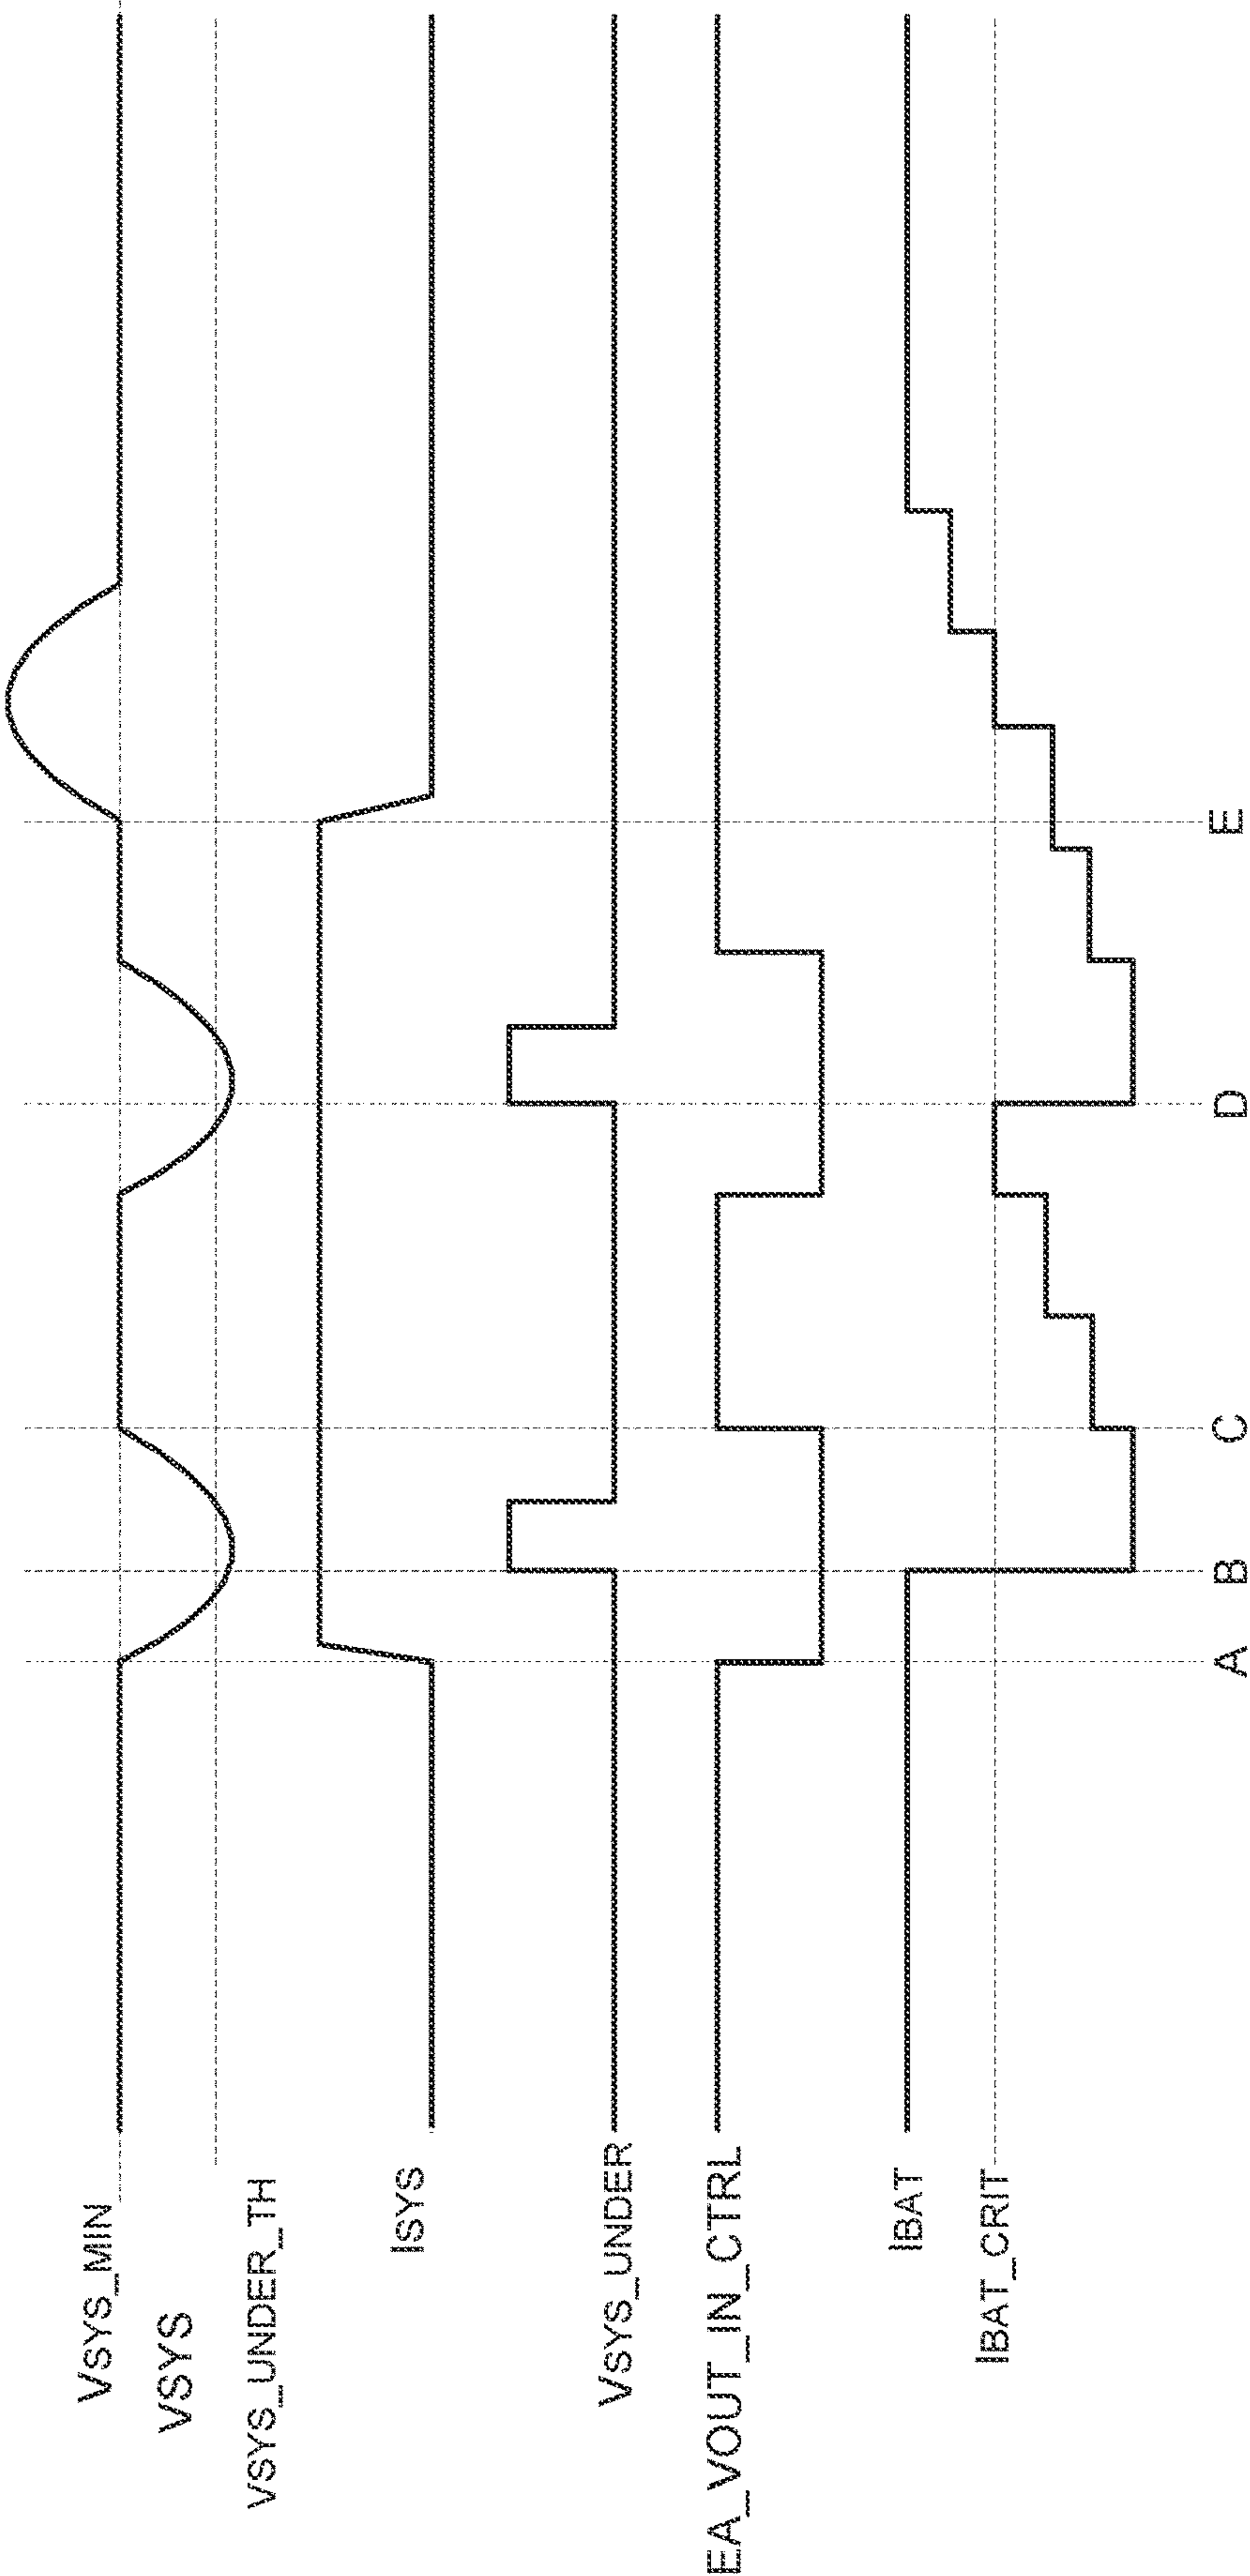 VSYS_MIN
VSYS
VSYS_UNDER_TH
ISYS
VSYS_UNDER
EA_VOUT_IN_CTRL
IBAT
IBAT_CRIT
A
B
C
D
E